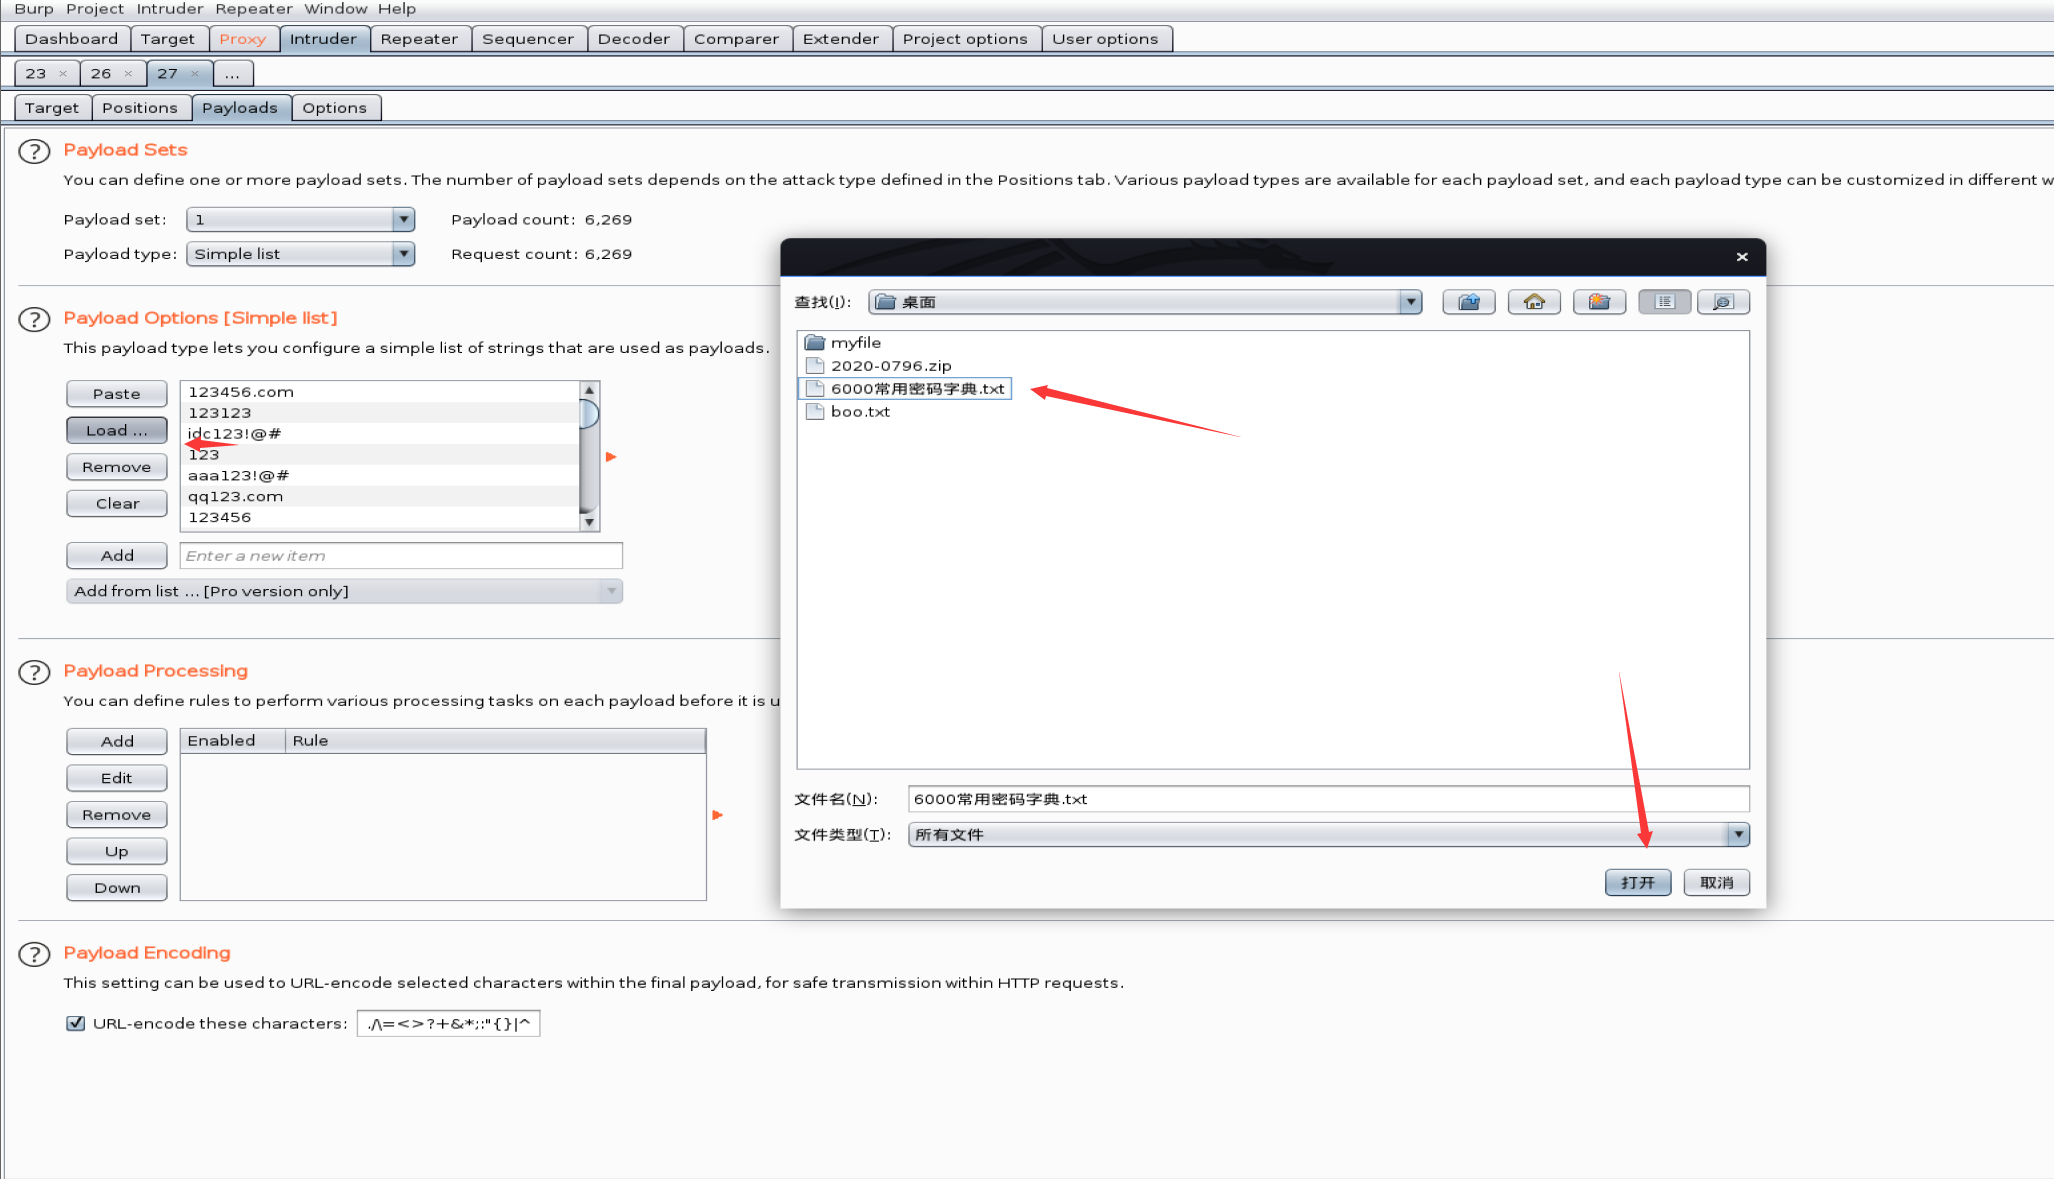 Burp Project Intruder Repeater Window Help
Dashboard Target Proxy Intruder Repeater Sequencer Decoder Comparer Extender Project options User options
23 × 26 × 27 × ...
Target Positions Payloads Options
? Payload Sets
You can define one or more payload sets. The number of payload sets depends on the attack type defined in the Positions tab. Various payload types are available for each payload set, and each payload type can be customized in different w
Payload set: 1 Payload count: 6,269
Payload type: Simple list Request count: 6,269
? Payload Options [Simple list]
This payload type lets you configure a simple list of strings that are used as payloads.
Paste
Load ...
Remove
Clear
123456.com
123123
idc123!@#
123
aaa123!@#
qq123.com
123456
Add Enter a new item
Add from list ... [Pro version only]
? Payload Processing
You can define rules to perform various processing tasks on each payload before it is u
Add
Edit
Remove
Up
Down
Enabled Rule
? Payload Encoding
This setting can be used to URL-encode selected characters within the final payload, for safe transmission within HTTP requests.
URL-encode these characters: ./\=<>?+&*;:"{}|^
×
查找(I): 桌面
myfile
2020-0796.zip
6000常用密码字典.txt
boo.txt
文件名(N): 6000常用密码字典.txt
文件类型(T): 所有文件
打开 取消